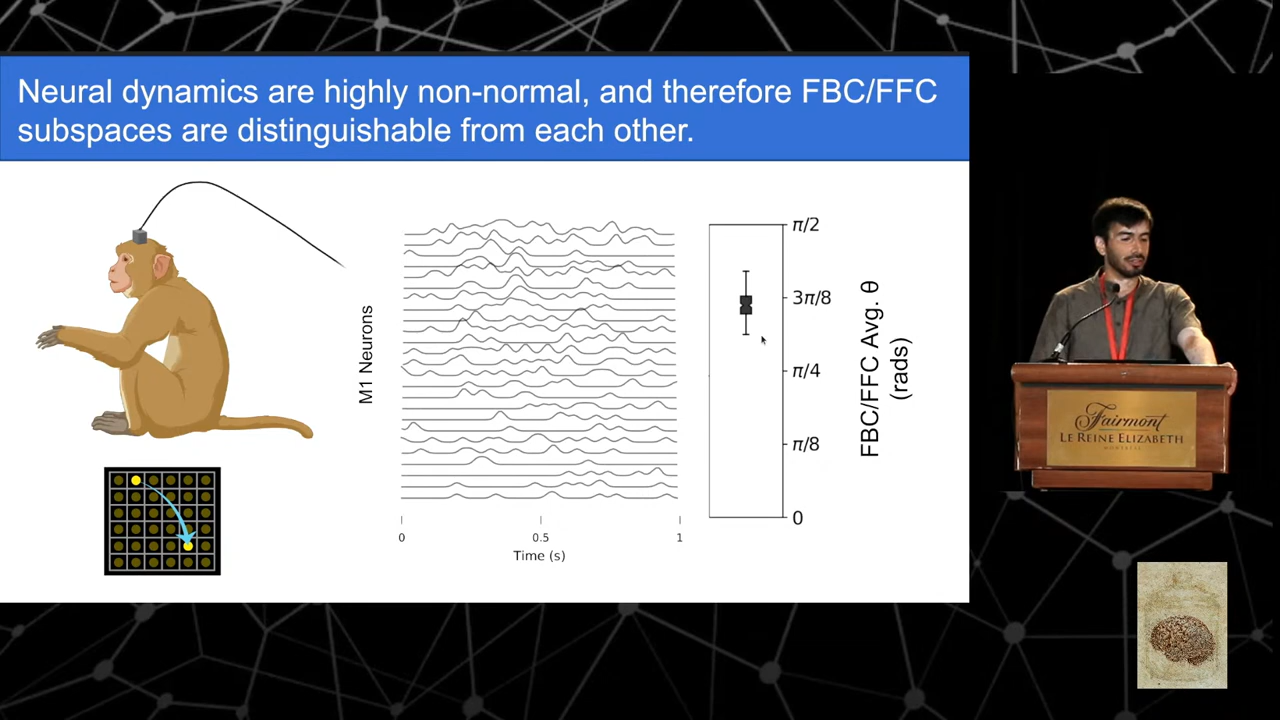 Neural dynamics are highly non-normal, and therefore FBC/FFC
subspaces are distinguishable from each other.
M1 Neurons
0
0.5
1
Time (s)
π/2
3π/8
π/4
π/8
0
FBC/FFC Avg. θ
(rads)
Fairmont
LE REINE ELIZABETH
MONTRÉAL